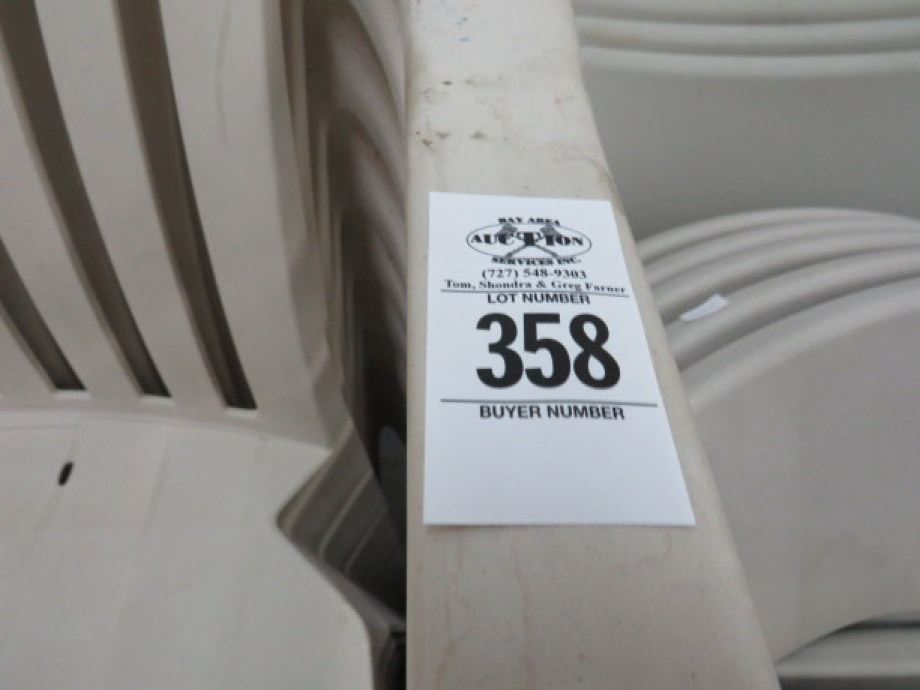 BAY AREA
AUCTION
SERVICES INC.
(727) 548-9303
Tom, Shondra & Greg Farner
LOT NUMBER
358
BUYER NUMBER